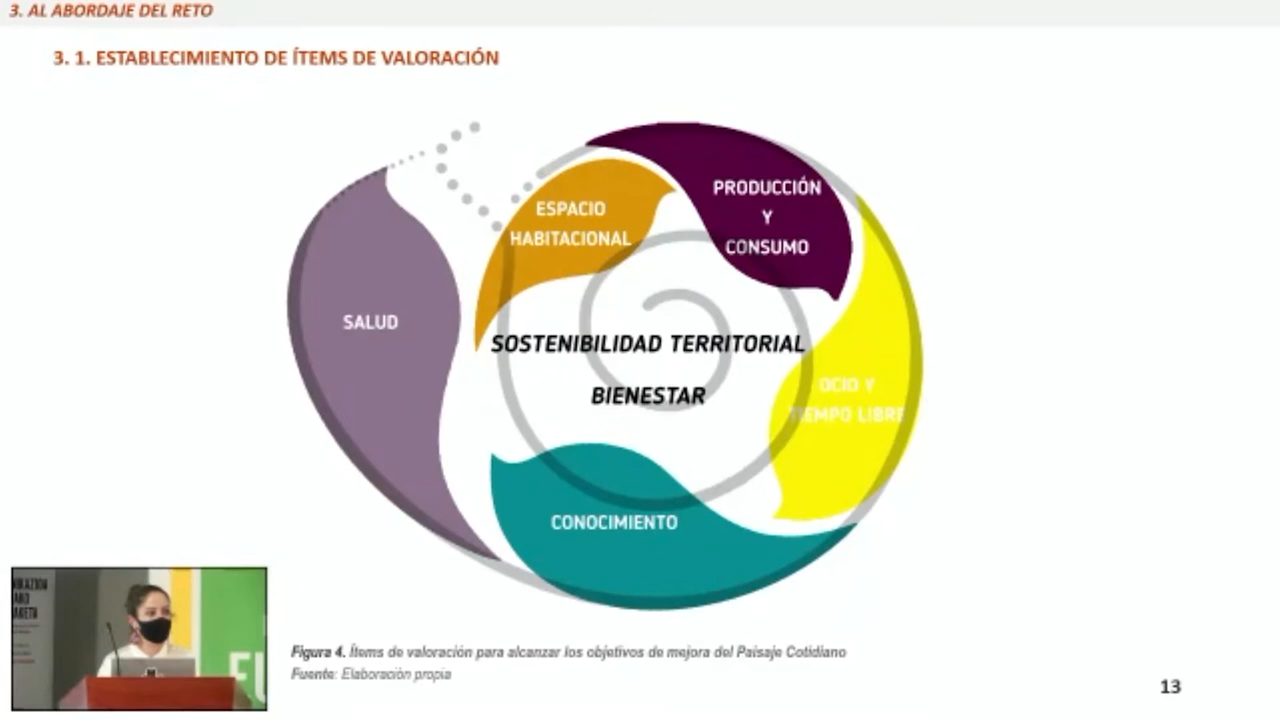 3. AL ABORDAJE DEL RETO
3. 1. ESTABLECIMIENTO DE ÍTEMS DE VALORACIÓN
PRODUCCIÓN
Y
CONSUMO
ESPACIO
HABITACIONAL
SALUD
SOSTENIBILIDAD TERRITORIAL
BIENESTAR
OCIO Y
TIEMPO LIBRE
CONOCIMIENTO
Figura 4. Ítems de valoración para alcanzar los objetivos de mejora del Paisaje Cotidiano
Fuente: Elaboración propia
13